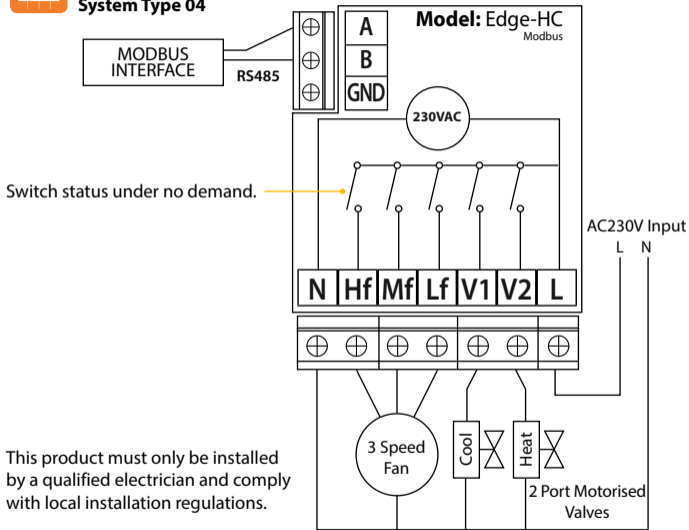 System Type 04
Model: Edge-HC
Modbus
A
B
GND
MODBUS
INTERFACE
RS485
230VAC
Switch status under no demand.
AC230V Input
L N
N Hf Mf Lf V1 V2 L
3 Speed
Fan
Cool
Heat
2 Port Motorised
Valves
This product must only be installed
by a qualified electrician and comply
with local installation regulations.